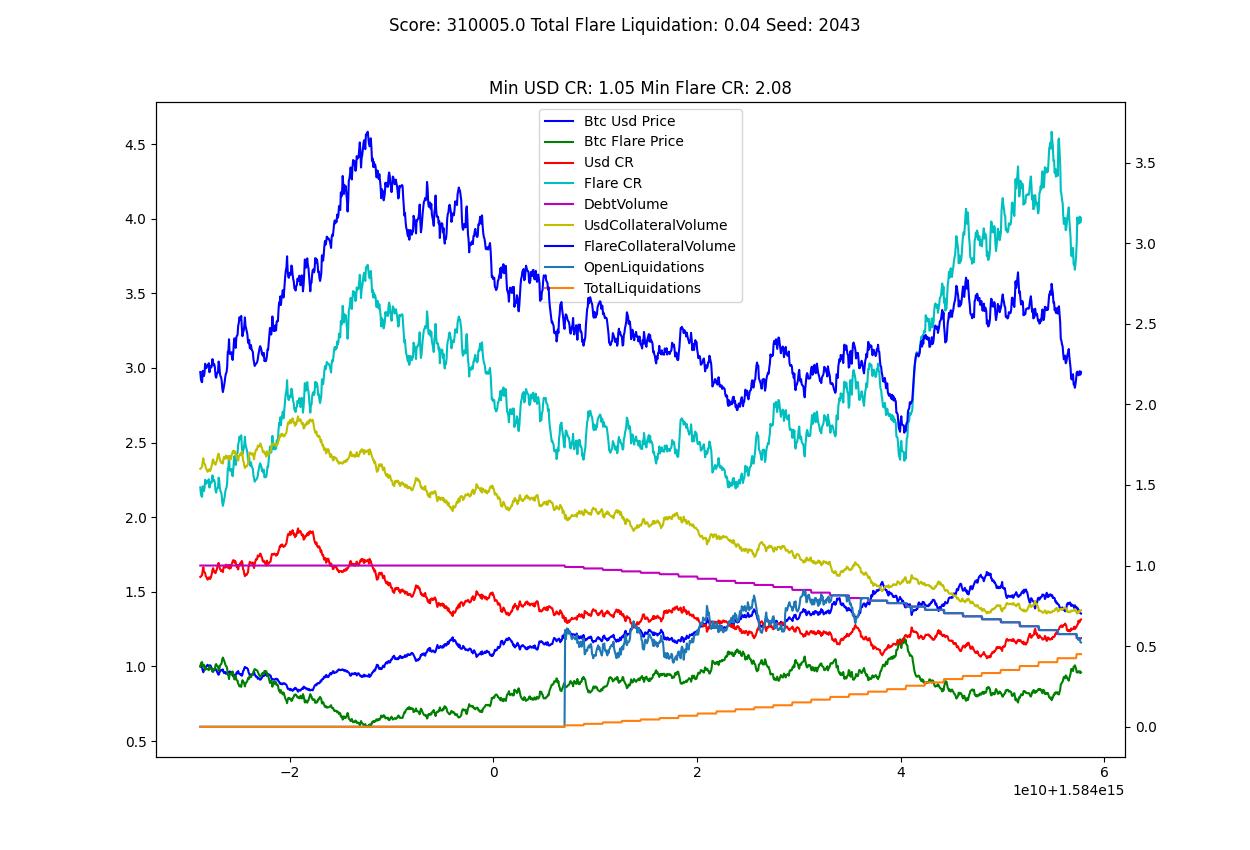 Score: 310005.0 Total Flare Liquidation: 0.04 Seed: 2043
Min USD CR: 1.05 Min Flare CR: 2.08
Btc Usd Price
Btc Flare Price
Usd CR
Flare CR
DebtVolume
UsdCollateralVolume
FlareCollateralVolume
OpenLiquidations
TotalLiquidations
4.5
4.0
3.5
3.0
2.5
2.0
1.5
1.0
0.5
3.5
3.0
2.5
2.0
1.5
1.0
0.5
0.0
−2
0
2
4
6
1e10+1.584e15